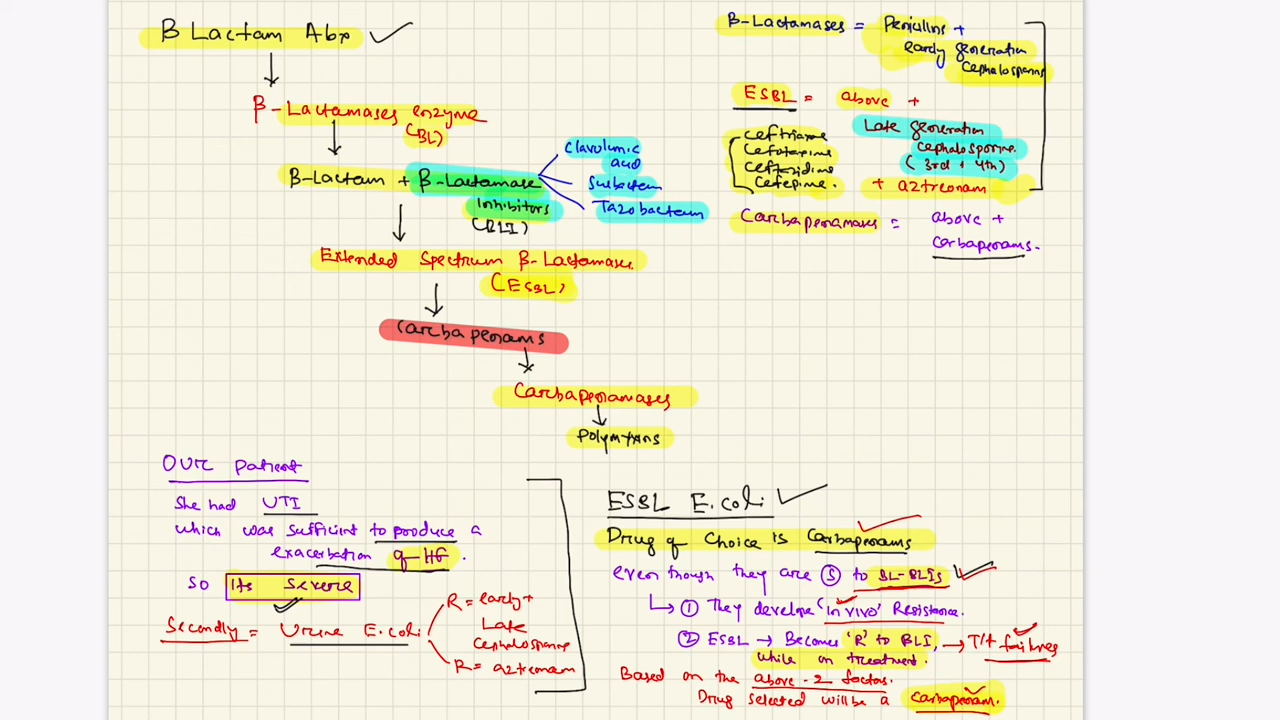 B Lactam Abx
β-Lactamases enzyme
(BL)
B-Lactam + β-Lactamase
Inhibitors
(BLI)
Clavulonic
acid
Sulbactam
Tazobactam
Extended Spectrum β-Lactamases
(ESBL)
Carbapenams
Carbapenamases
Polymyxins
B-Lactamases = Penicillins +
early generation
Cephalosporins
ESBL = above +
Late generation
Cephalosporins
(3rd + 4th)
+ aztreonam
Ceftriaxone
Cefotaxime
Ceftazidime
Cefepime.
Carbapenamases = above +
Carbapenams.
Our patient
She had UTI
which was sufficient to produce a
exacerbation of HF.
So Its Severe
Secondly = Urine E.coli
R = early +
Late
Cephalosporins
R = aztreonam
ESBL E.coli
Drug of Choice is Carbapenams
even though they are S to BL-BLIs
① They develope 'in vivo' Resistance.
② ESBL → Becomes 'R' to BLI, → T/t failures
while on treatment.
Based on the above 2 factors.
Drug selected will be a Carbapenam.